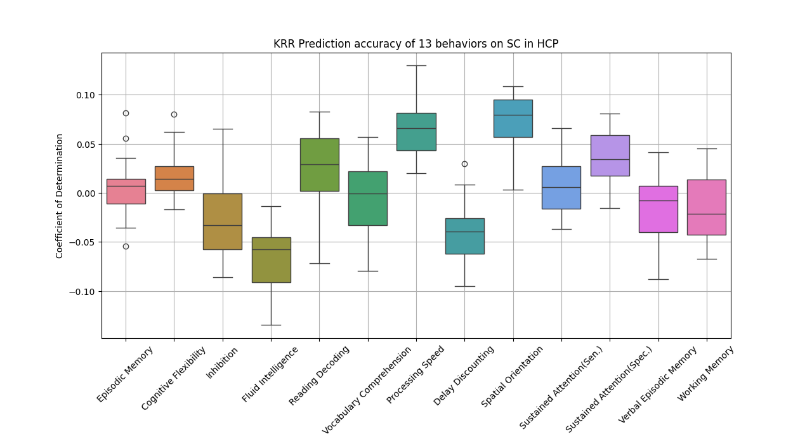 KRR Prediction accuracy of 13 behaviors on SC in HCP
Coefficient of Determination
0.10
0.05
0.00
−0.05
−0.10
Episodic Memory
Cognitive Flexibility
Inhibition
Fluid Intelligence
Reading Decoding
Vocabulary Comprehension
Processing Speed
Delay Discounting
Spatial Orientation
Sustained Attention(Sen.)
Sustained Attention(Spec.)
Verbal Episodic Memory
Working Memory